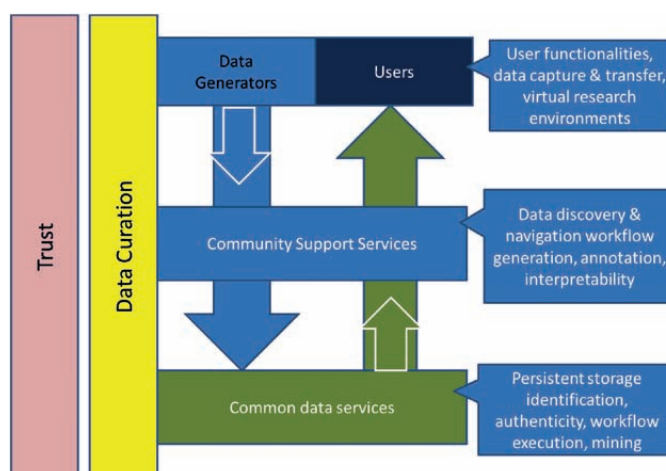 Trust
Data Curation
Data
Generators
Users
User functionalities,
data capture & transfer,
virtual research
environments
Community Support Services
Data discovery &
navigation workflow
generation, annotation,
interpretability
Common data services
Persistent storage
identification,
authenticity, workflow
execution, mining